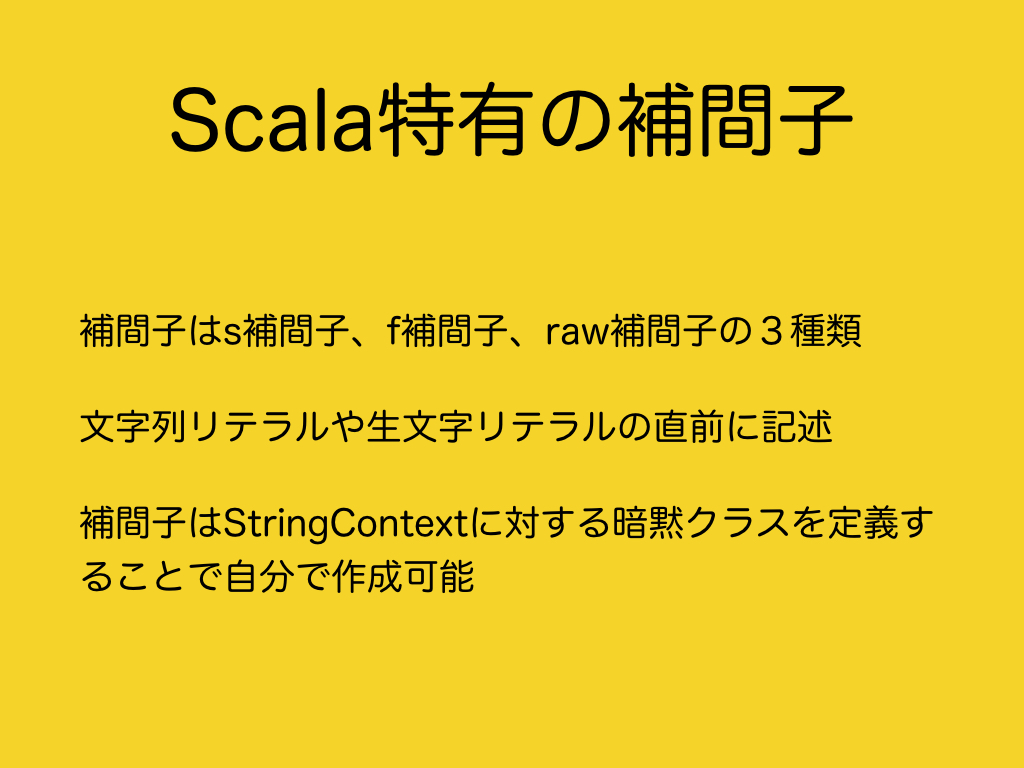 Scala特有の補間子
補間子はs補間子、f補間子、raw補間子の３種類
文字列リテラルや生文字リテラルの直前に記述
補間子はStringContextに対する暗黙クラスを定義す
ることで自分で作成可能